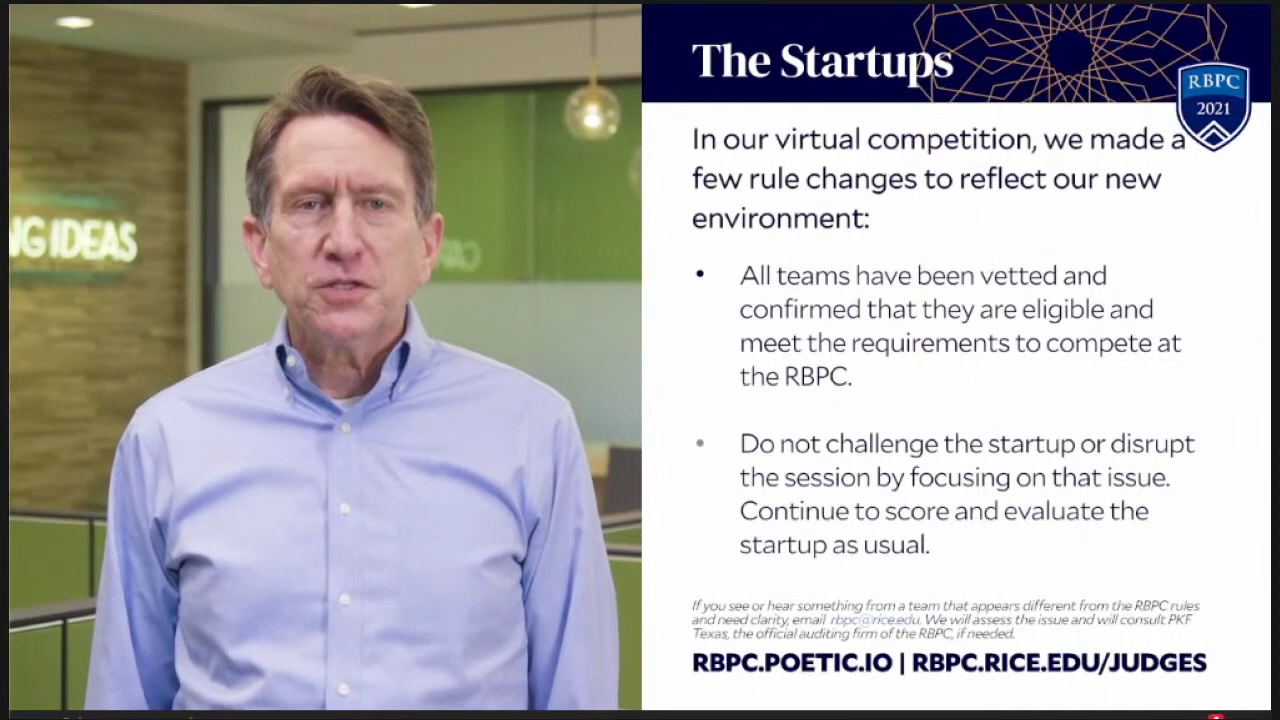 NG IDEAS
The Startups
RBPC
2021
In our virtual competition, we made a
few rule changes to reflect our new
environment:
• All teams have been vetted and
confirmed that they are eligible and
meet the requirements to compete at
the RBPC.
• Do not challenge the startup or disrupt
the session by focusing on that issue.
Continue to score and evaluate the
startup as usual.
If you see or hear something from a team that appears different from the RBPC rules
and need clarity, email rbpc@rice.edu. We will assess the issue and will consult PKF
Texas, the official auditing firm of the RBPC, if needed.
RBPC.POETIC.IO | RBPC.RICE.EDU/JUDGES